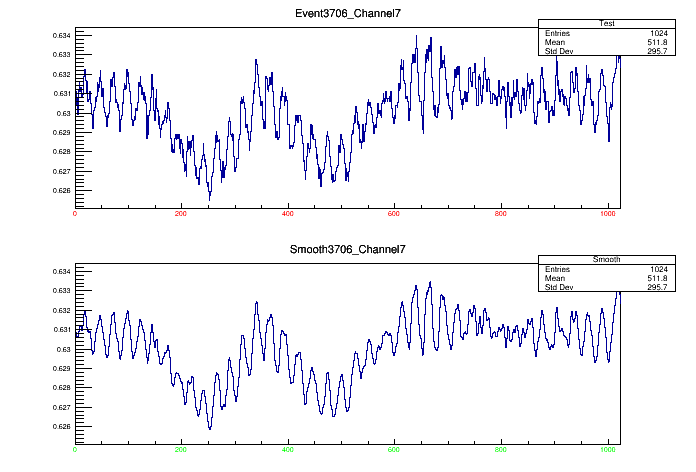 Event3706_Channel7
Test
Entries 1024
Mean 511.8
Std Dev 295.7
0.634
0.633
0.632
0.631
0.63
0.629
0.628
0.627
0.626
0 200 400 600 800 1000
Smooth3706_Channel7
Smooth
Entries 1024
Mean 511.8
Std Dev 295.7
0.634
0.633
0.632
0.631
0.63
0.629
0.628
0.627
0.626
0 200 400 600 800 1000